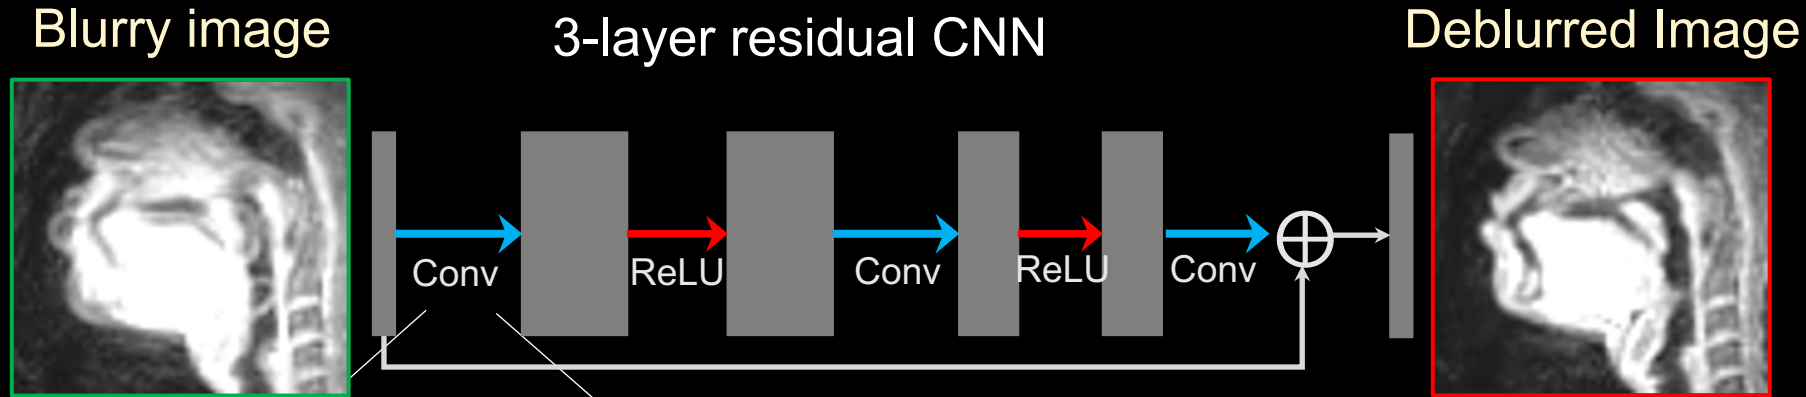 Blurry image
3-layer residual CNN
Deblurred Image
Conv
ReLU
Conv
ReLU
Conv